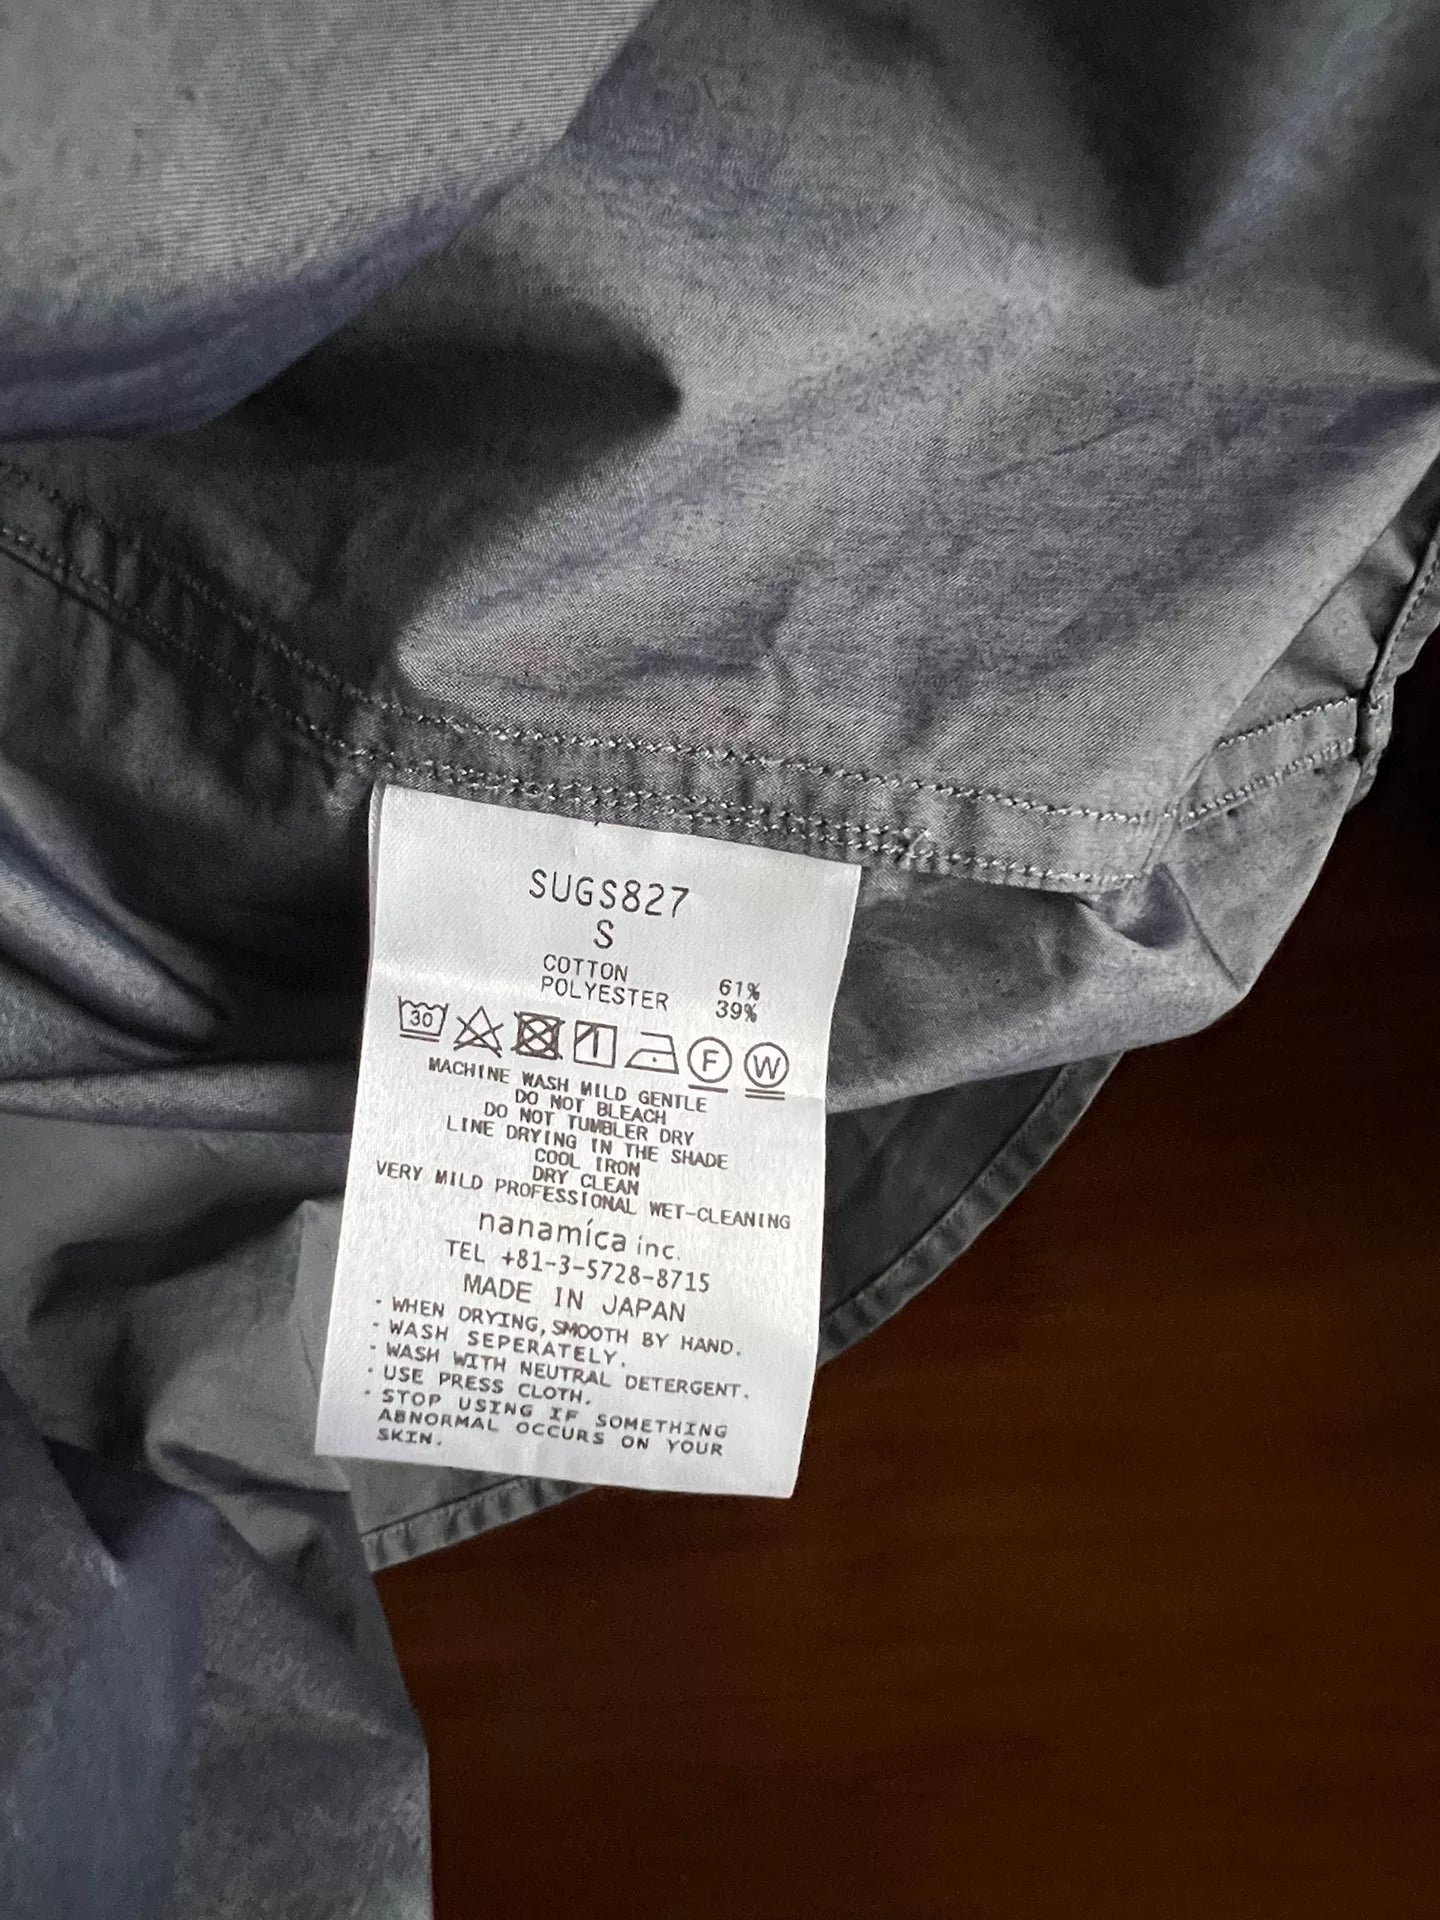 SUGS827
S
COTTON 61%
POLYESTER 39%
30 F W
MACHINE WASH MILD GENTLE
DO NOT BLEACH
DO NOT TUMBLER DRY
LINE DRYING IN THE SHADE
COOL IRON
DRY CLEAN
VERY MILD PROFESSIONAL WET-CLEANING
nanamíca inc.
TEL +81-3-5728-8715
MADE IN JAPAN
・WHEN DRYING,SMOOTH BY HAND.
・WASH SEPERATELY.
・WASH WITH NEUTRAL DETERGENT.
・USE PRESS CLOTH.
・STOP USING IF SOMETHING
ABNORMAL OCCURS ON YOUR
SKIN.